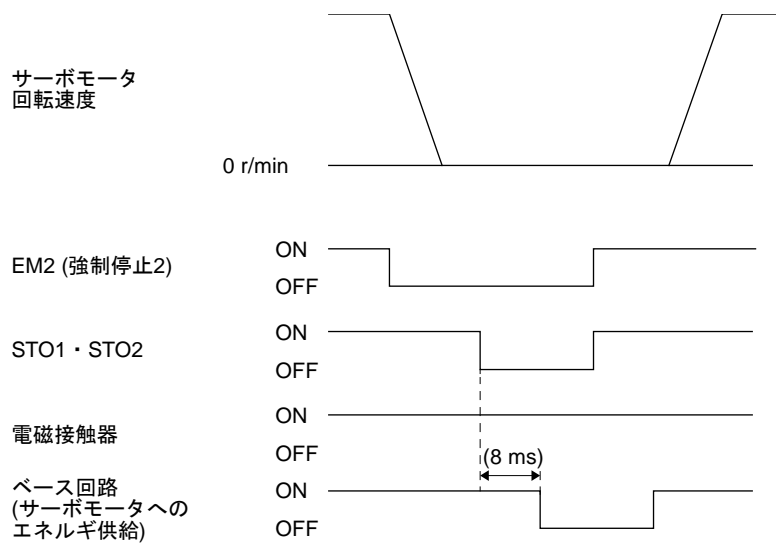 サーボモータ
回転速度
0 r/min
EM2 (強制停止2)
ON
OFF
STO1・STO2
ON
OFF
電磁接触器
ON
OFF
(8 ms)
ベース回路
(サーボモータへの
エネルギ供給)
ON
OFF